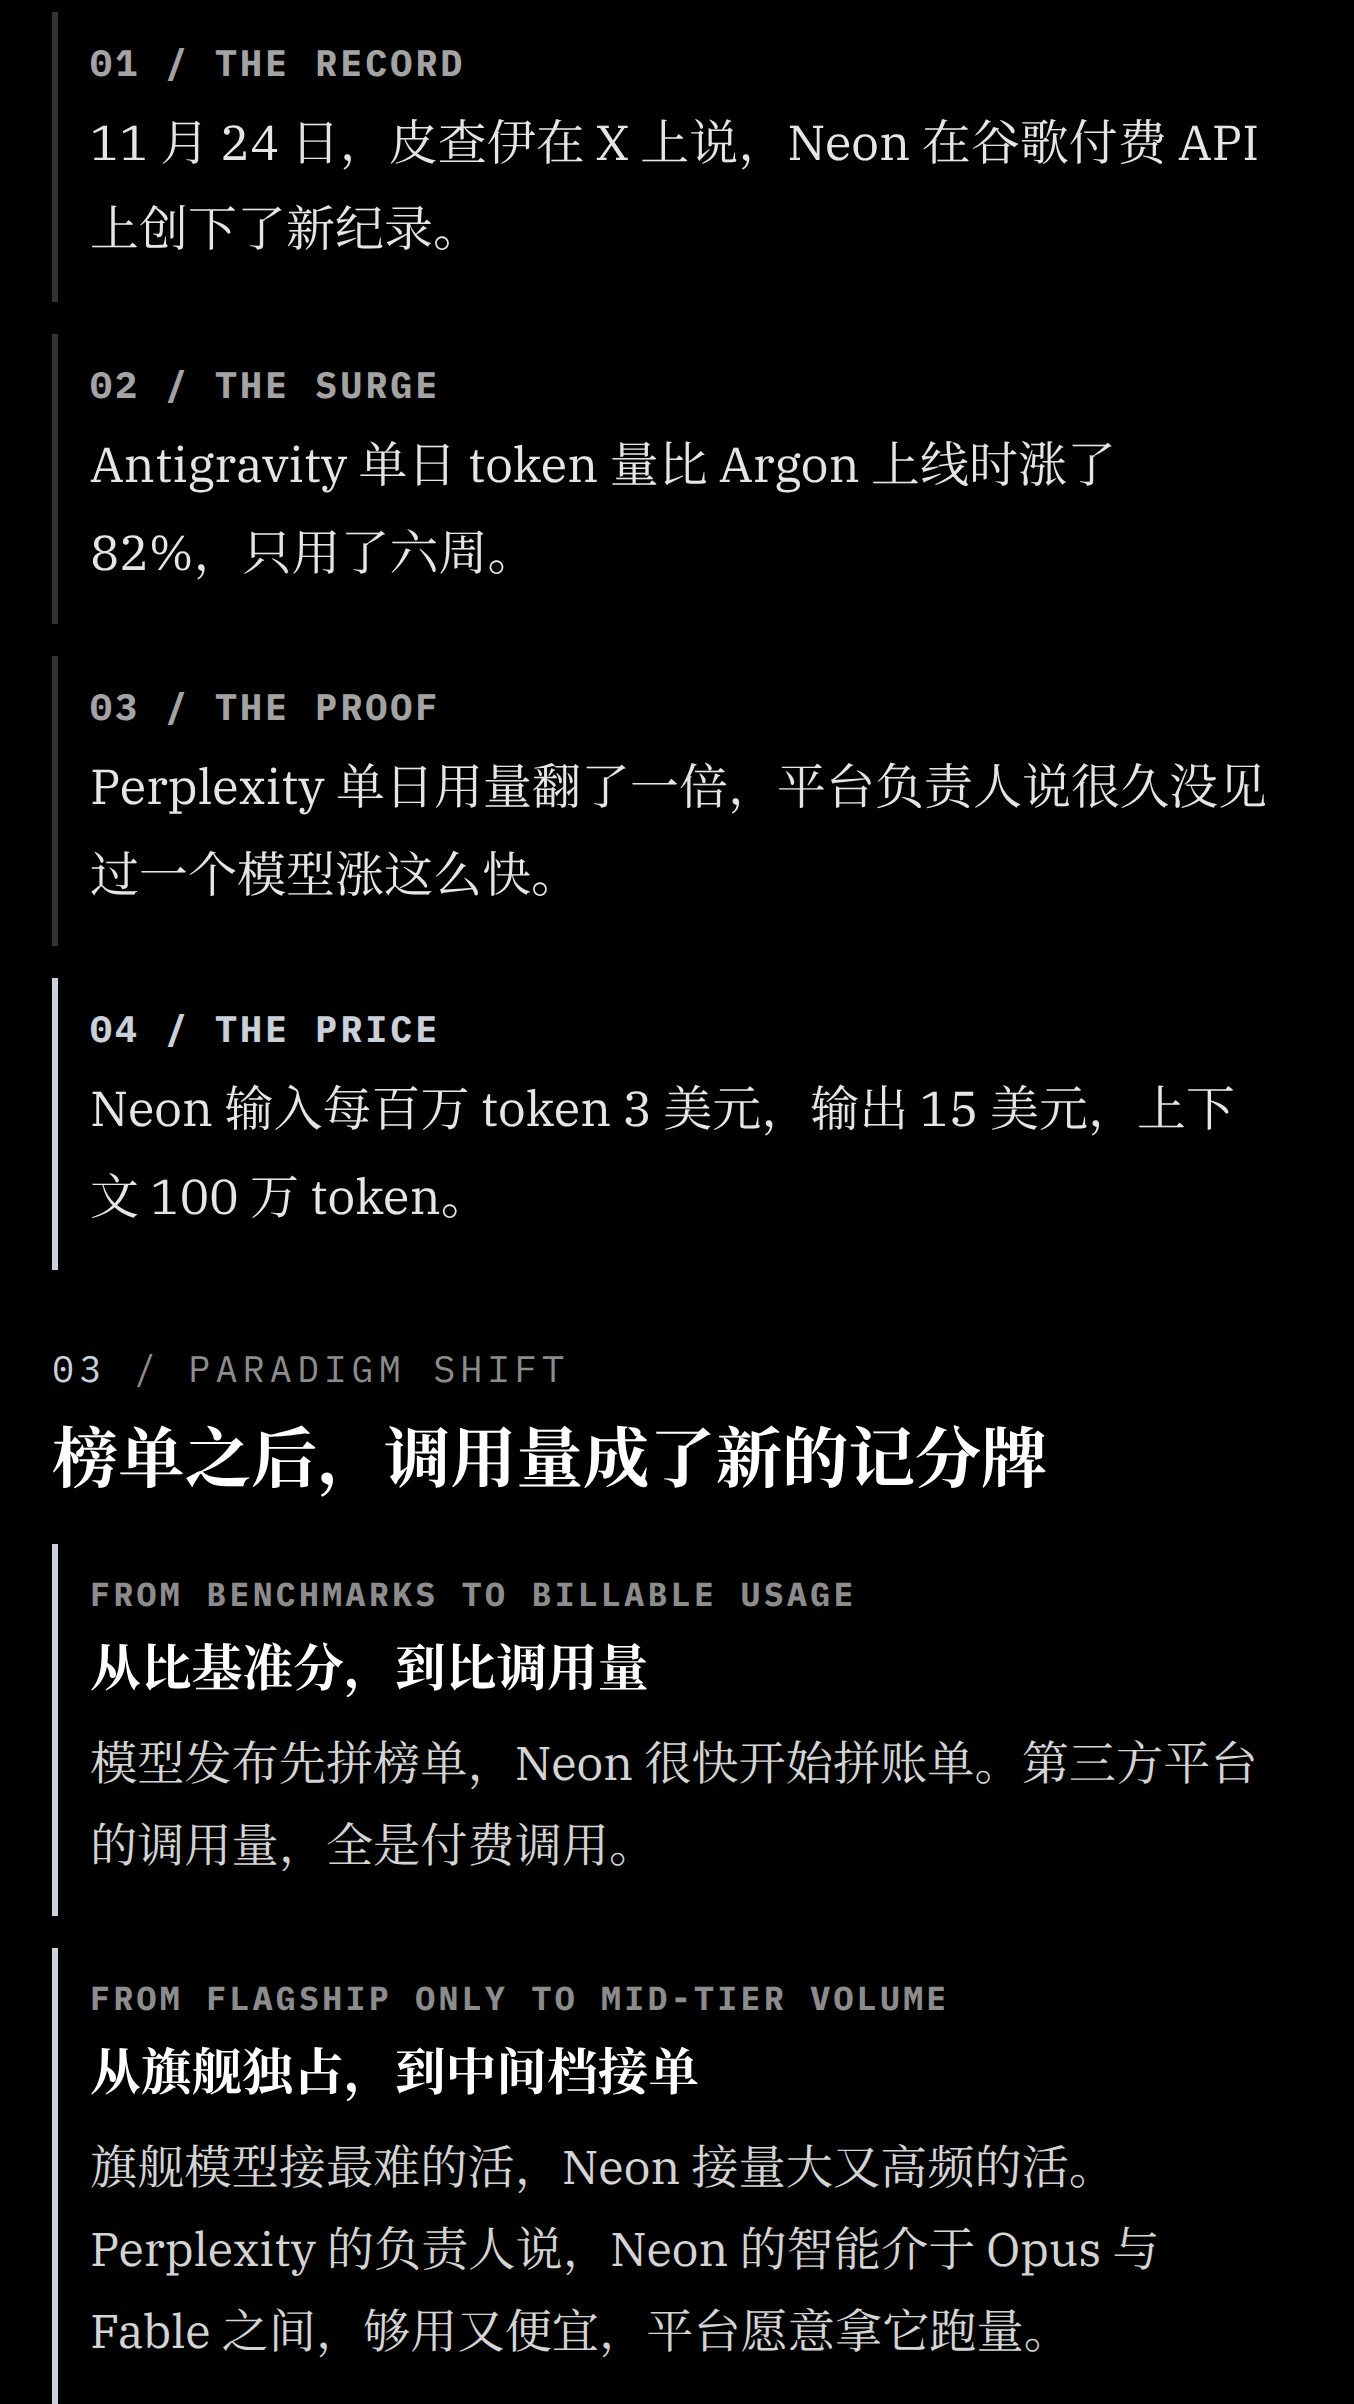 01 / THE RECORD
11 月 24 日，皮查伊在 X 上说，Neon 在谷歌付费 API
上创下了新纪录。
02 / THE SURGE
Antigravity 单日 token 量比 Argon 上线时涨了
82%，只用了六周。
03 / THE PROOF
Perplexity 单日用量翻了一倍，平台负责人说很久没见
过一个模型涨这么快。
04 / THE PRICE
Neon 输入每百万 token 3 美元，输出 15 美元，上下
文 100 万 token。
03 / PARADIGM SHIFT
榜单之后，调用量成了新的记分牌
FROM BENCHMARKS TO BILLABLE USAGE
从比基准分，到比调用量
模型发布先拼榜单，Neon 很快开始拼账单。第三方平台
的调用量，全是付费调用。
FROM FLAGSHIP ONLY TO MID-TIER VOLUME
从旗舰独占，到中间档接单
旗舰模型接最难的活，Neon 接量大又高频的活。
Perplexity 的负责人说，Neon 的智能介于 Opus 与
Fable 之间，够用又便宜，平台愿意拿它跑量。